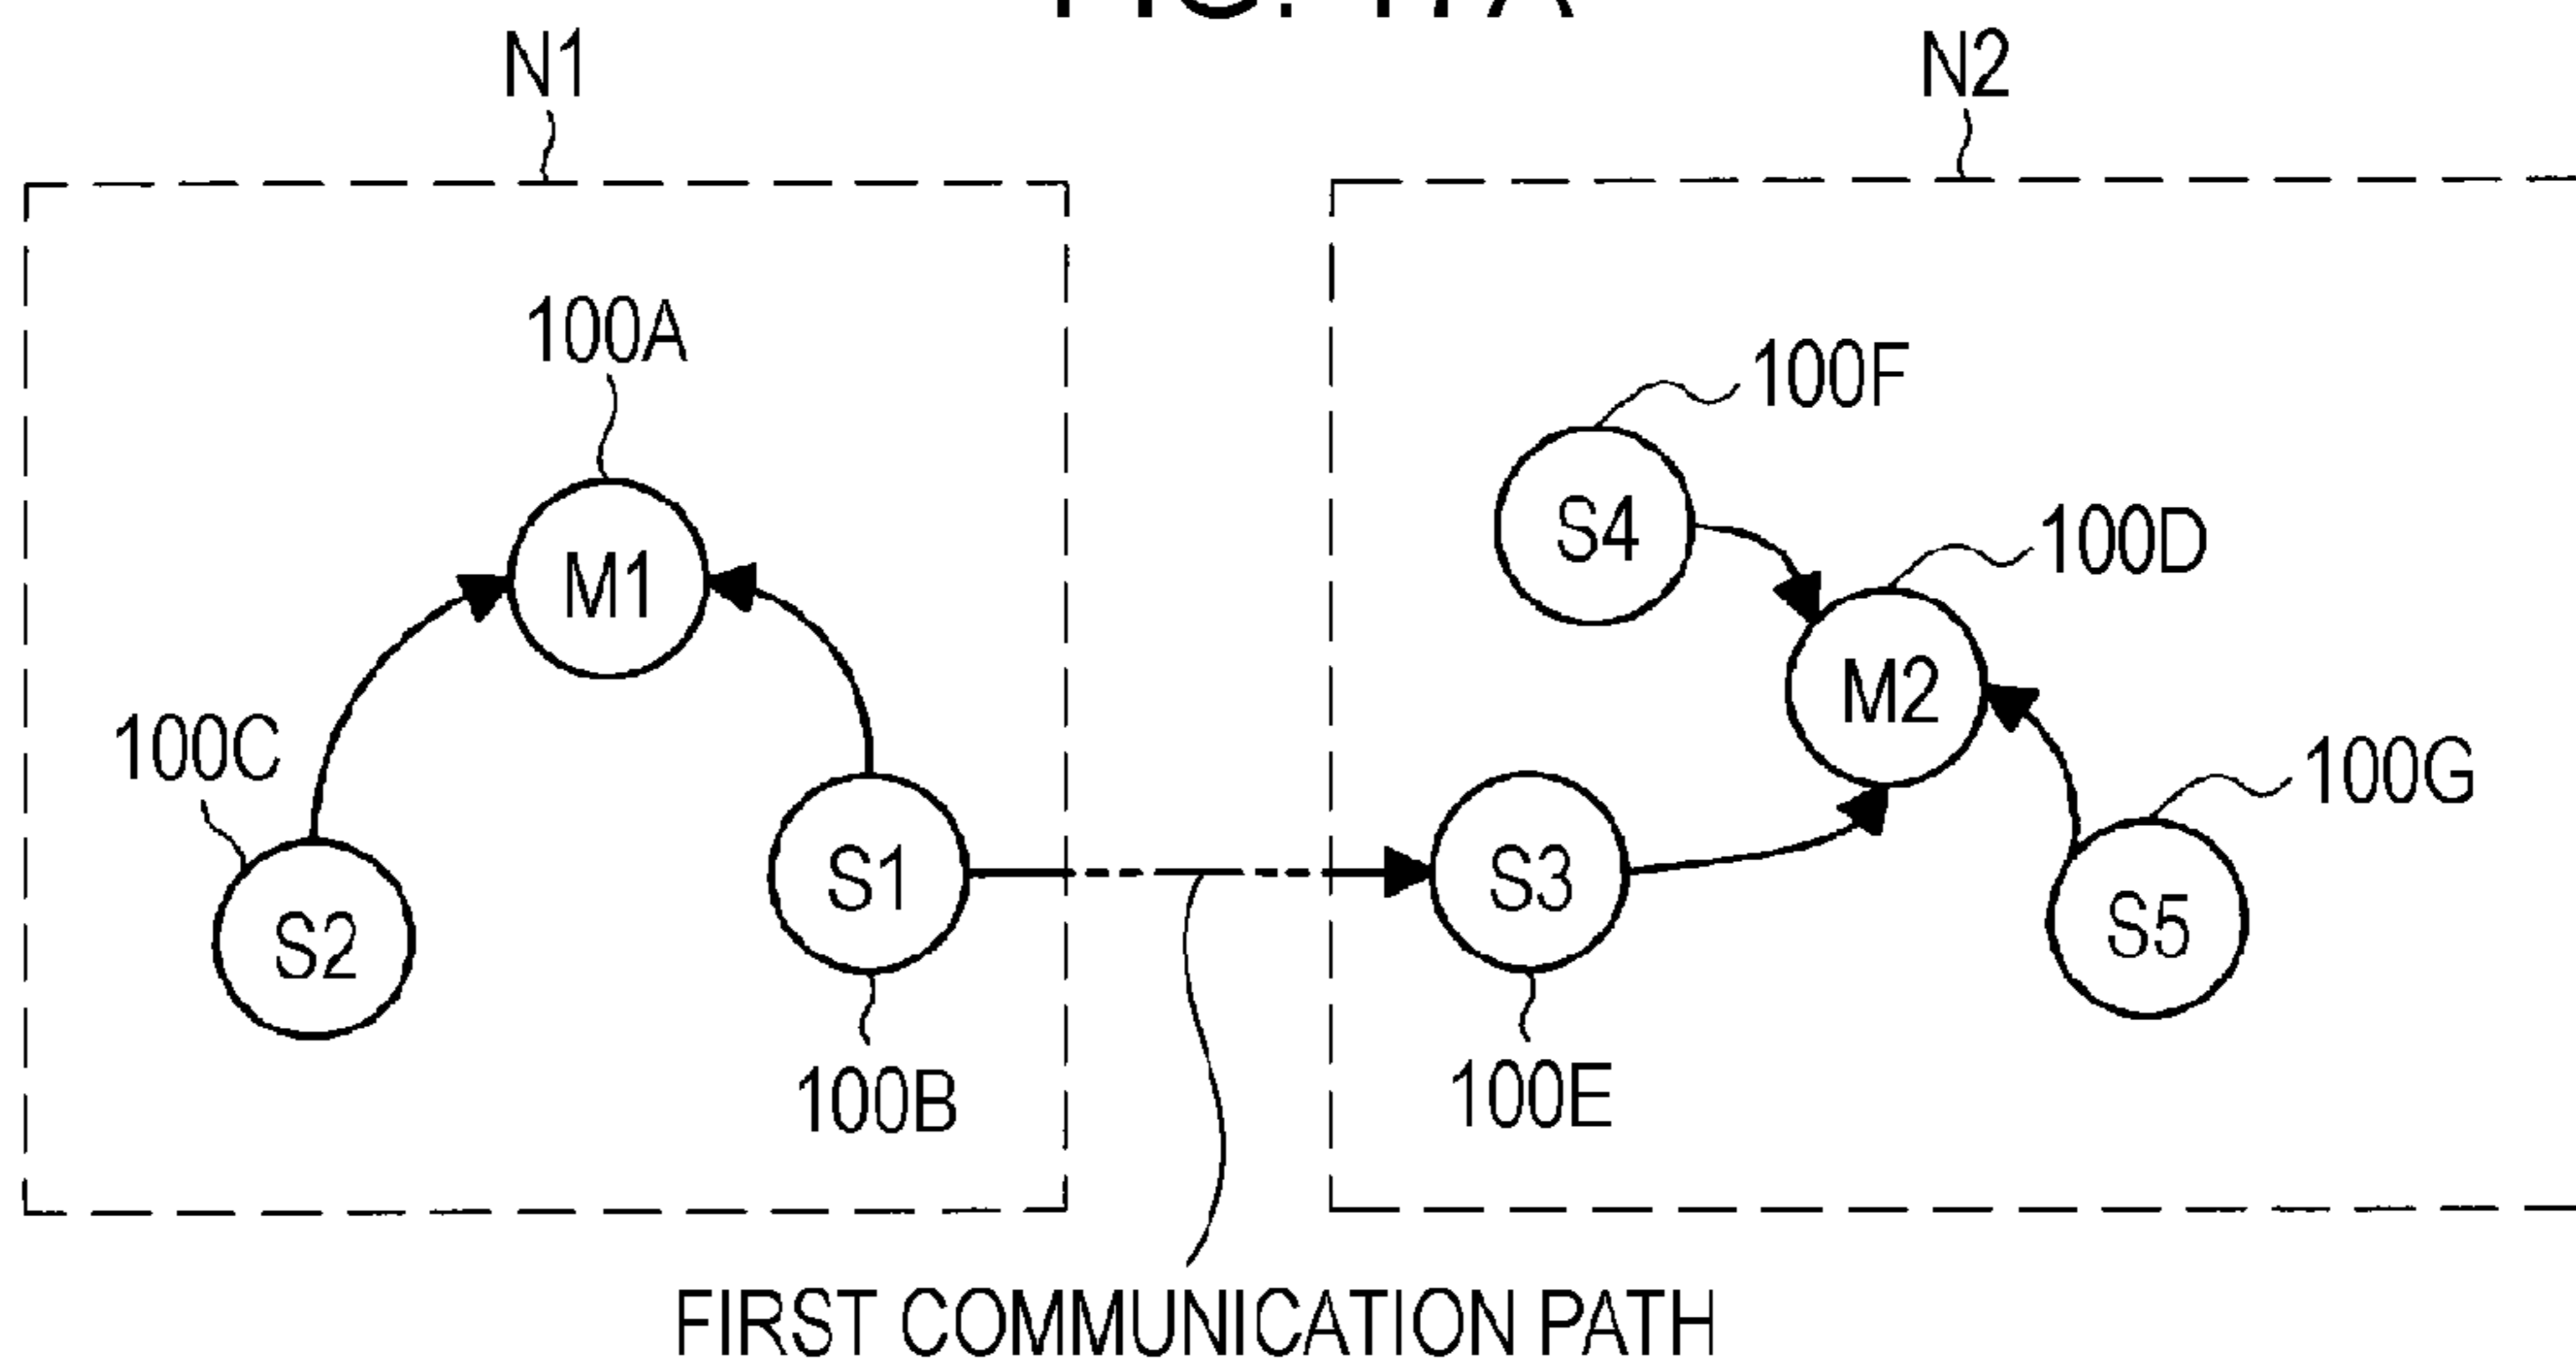 N1
N2
100A
100F
S4
100D
M1
M2
100C
100G
S1
S3
S2
S5
100B
100E
FIRST COMMUNICATION PATH